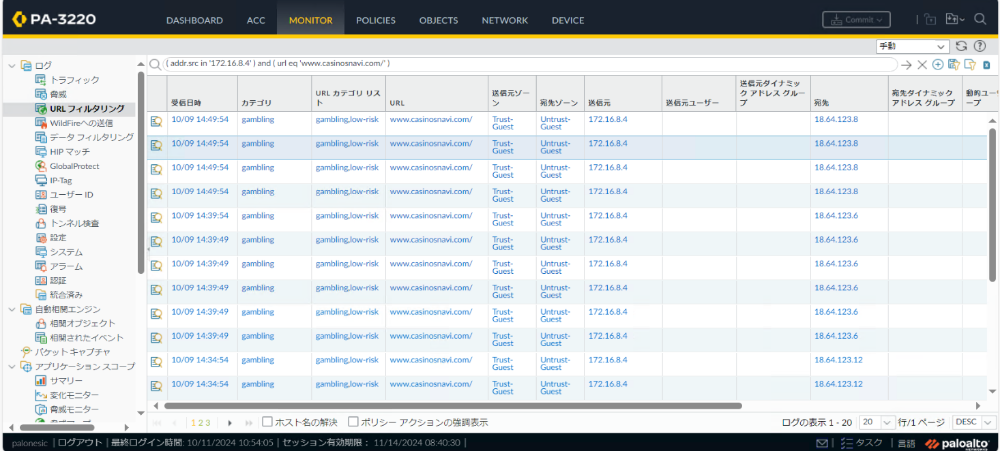 PA-3220 DASHBOARD ACC MONITOR POLICIES OBJECTS NETWORK DEVICE Commit
手動
( addr.src in '172.16.8.4' ) and ( url eq 'www.casinosnavi.com/' )
ログ
トラフィック
脅威
URL フィルタリング
WildFireへの送信
データ フィルタリング
HIP マッチ
GlobalProtect
IP-Tag
ユーザー ID
復号
トンネル検査
設定
システム
アラーム
認証
統合済み
自動相関エンジン
相関オブジェクト
相関されたイベント
パケット キャプチャ
アプリケーション スコープ
サマリー
変化モニター
脅威モニター
受信日時 カテゴリ URL カテゴリ リスト URL 送信元ゾーン 宛先ゾーン 送信元 送信元ユーザー 送信元ダイナミック アドレス グループ 宛先 宛先ダイナミック アドレス グループ
10/09 14:49:54 gambling gambling,low-risk www.casinosnavi.com/ Trust-Guest Untrust-Guest 172.16.8.4 18.64.123.8
10/09 14:49:54 gambling gambling,low-risk www.casinosnavi.com/ Trust-Guest Untrust-Guest 172.16.8.4 18.64.123.8
10/09 14:49:54 gambling gambling,low-risk www.casinosnavi.com/ Trust-Guest Untrust-Guest 172.16.8.4 18.64.123.8
10/09 14:49:54 gambling gambling,low-risk www.casinosnavi.com/ Trust-Guest Untrust-Guest 172.16.8.4 18.64.123.8
10/09 14:39:54 gambling gambling,low-risk www.casinosnavi.com/ Trust-Guest Untrust-Guest 172.16.8.4 18.64.123.6
10/09 14:39:49 gambling gambling,low-risk www.casinosnavi.com/ Trust-Guest Untrust-Guest 172.16.8.4 18.64.123.6
10/09 14:39:49 gambling gambling,low-risk www.casinosnavi.com/ Trust-Guest Untrust-Guest 172.16.8.4 18.64.123.6
10/09 14:39:49 gambling gambling,low-risk www.casinosnavi.com/ Trust-Guest Untrust-Guest 172.16.8.4 18.64.123.6
10/09 14:39:49 gambling gambling,low-risk www.casinosnavi.com/ Trust-Guest Untrust-Guest 172.16.8.4 18.64.123.6
10/09 14:39:49 gambling gambling,low-risk www.casinosnavi.com/ Trust-Guest Untrust-Guest 172.16.8.4 18.64.123.6
10/09 14:34:54 gambling gambling,low-risk www.casinosnavi.com/ Trust-Guest Untrust-Guest 172.16.8.4 18.64.123.12
10/09 14:34:54 gambling gambling,low-risk www.casinosnavi.com/ Trust-Guest Untrust-Guest 172.16.8.4 18.64.123.12
1 2 3 ホスト名の解決 ポリシー アクションの強調表示 ログの表示 1 - 20 20 行/1 ページ DESC
palonesic | ログアウト | 最終ログイン時間: 10/11/2024 10:54:05 | セッション有効期限： 11/14/2024 08:40:30 | タスク | 言語 paloalto NETWORKS